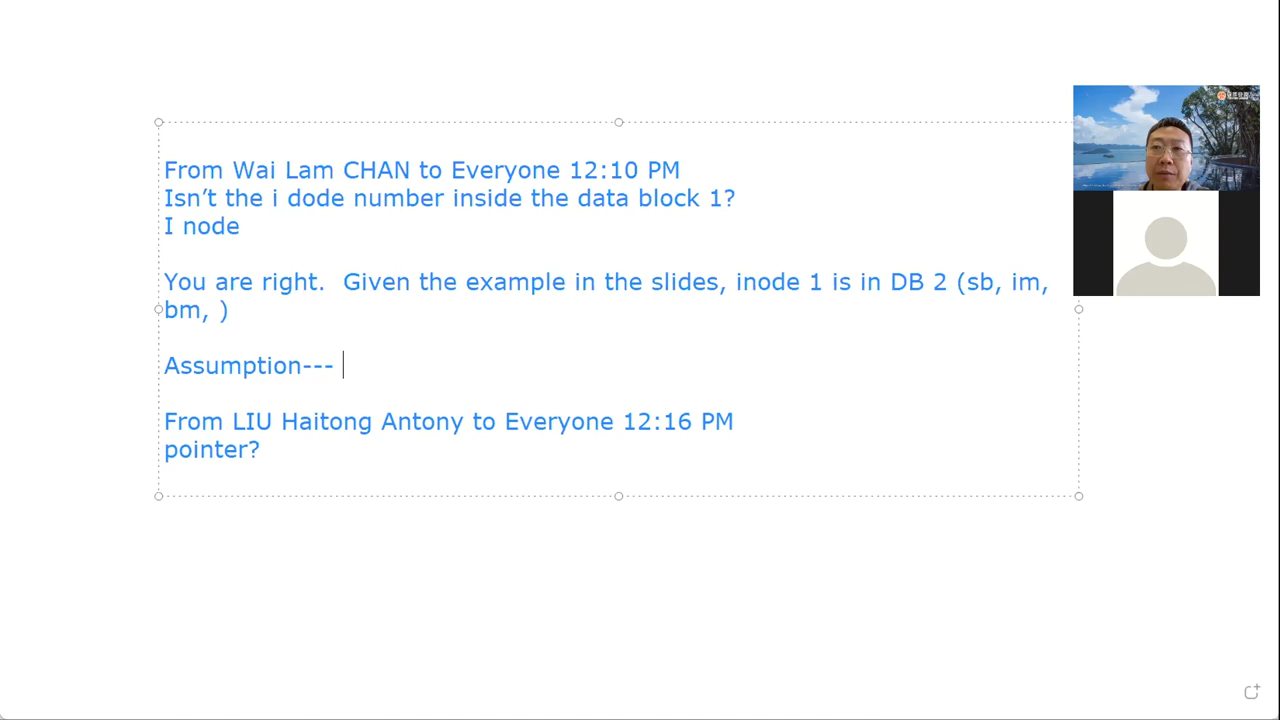 From Wai Lam CHAN to Everyone 12:10 PM
Isn’t the i dode number inside the data block 1?
I node
You are right.  Given the example in the slides, inode 1 is in DB 2 (sb, im,
bm, )
Assumption---
From LIU Haitong Antony to Everyone 12:16 PM
pointer?